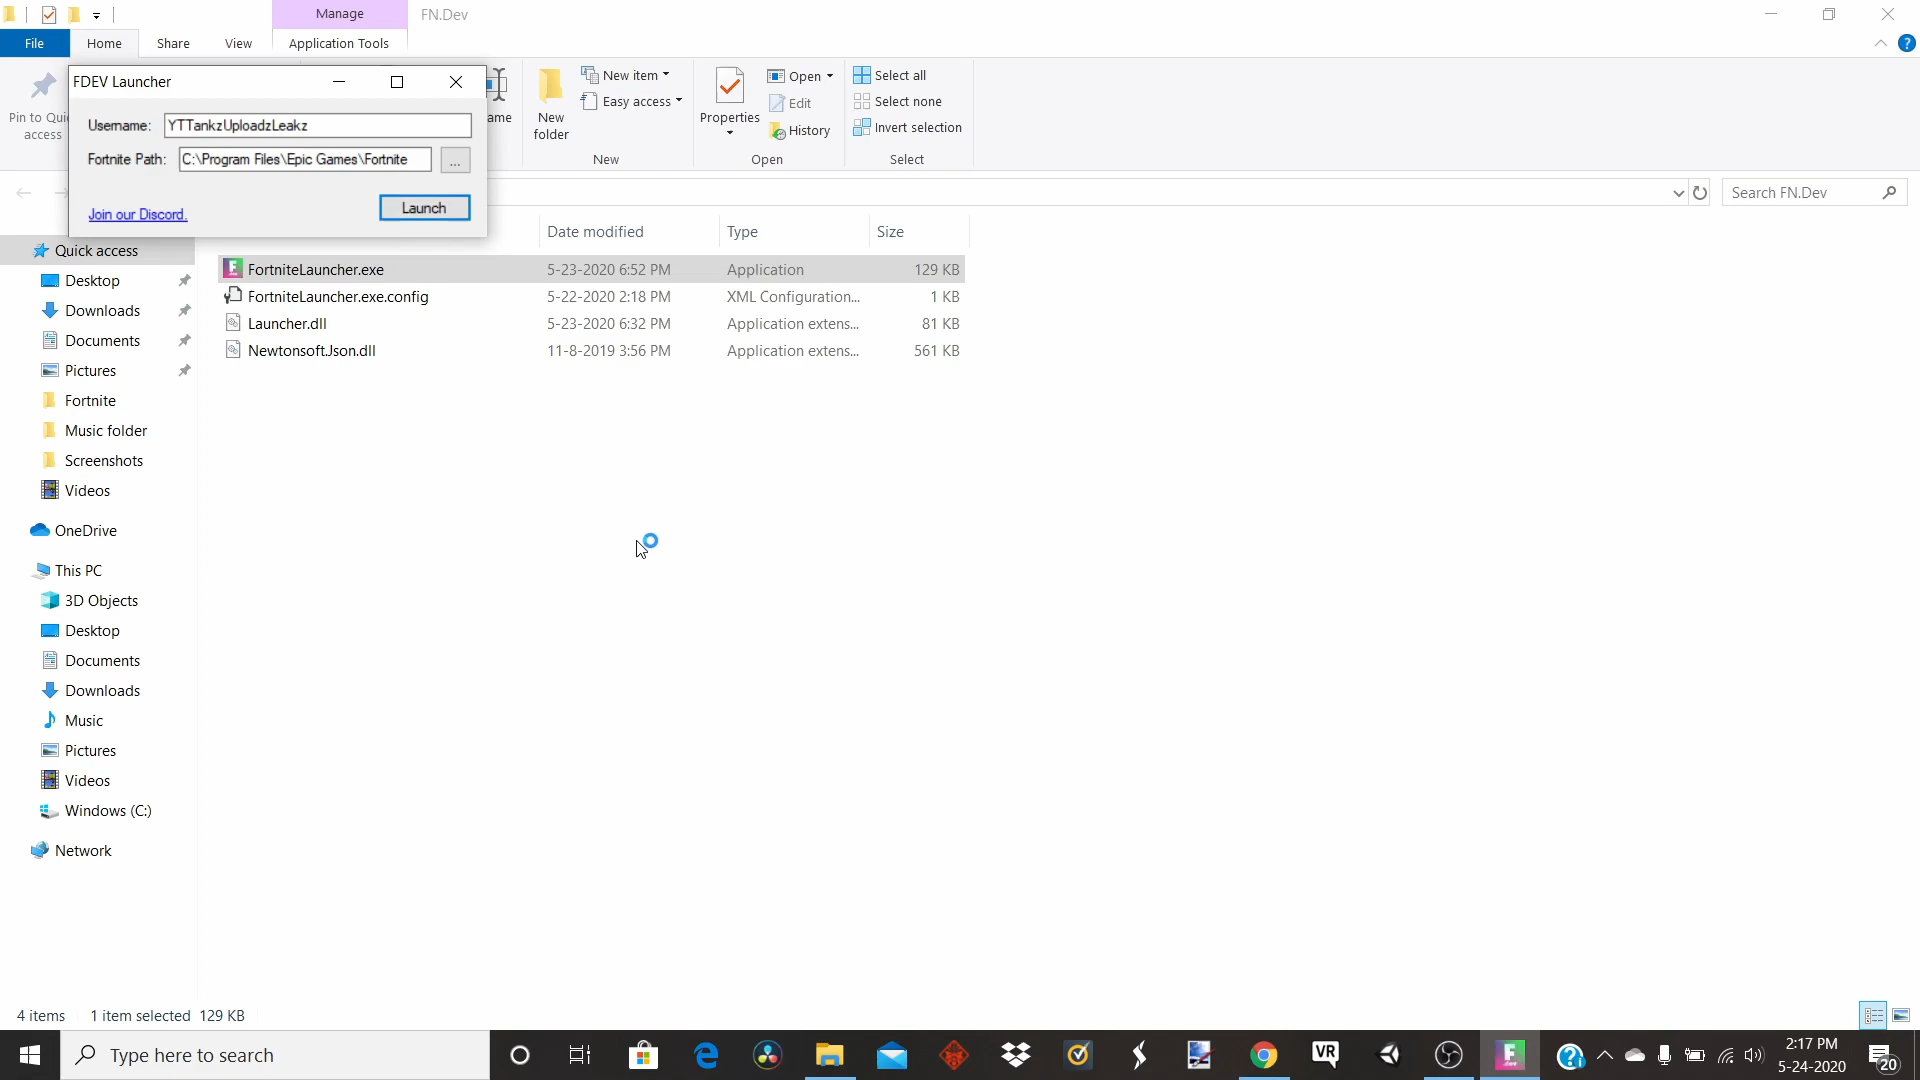 Manage
FN.Dev
File
Home
Share
View
Application Tools
FDEV Launcher
Username:
YTTankzUploadzLeakz
Fortnite Path:
C:\Program Files\Epic Games\Fortnite
...
Join our Discord.
Launch
Pin to Quic
access
ame
New
folder
New item
Easy access
New
Properties
Open
Edit
History
Open
Select all
Select none
Invert selection
Select
Search FN.Dev
Date modified
Type
Size
FortniteLauncher.exe
5-23-2020 6:52 PM
Application
129 KB
FortniteLauncher.exe.config
5-22-2020 2:18 PM
XML Configuration...
1 KB
Launcher.dll
5-23-2020 6:32 PM
Application extens...
81 KB
Newtonsoft.Json.dll
11-8-2019 3:56 PM
Application extens...
561 KB
Quick access
Desktop
Downloads
Documents
Pictures
Fortnite
Music folder
Screenshots
Videos
OneDrive
This PC
3D Objects
Desktop
Documents
Downloads
Music
Pictures
Videos
Windows (C:)
Network
4 items
1 item selected 129 KB
Type here to search
VR
2:17 PM
5-24-2020
20